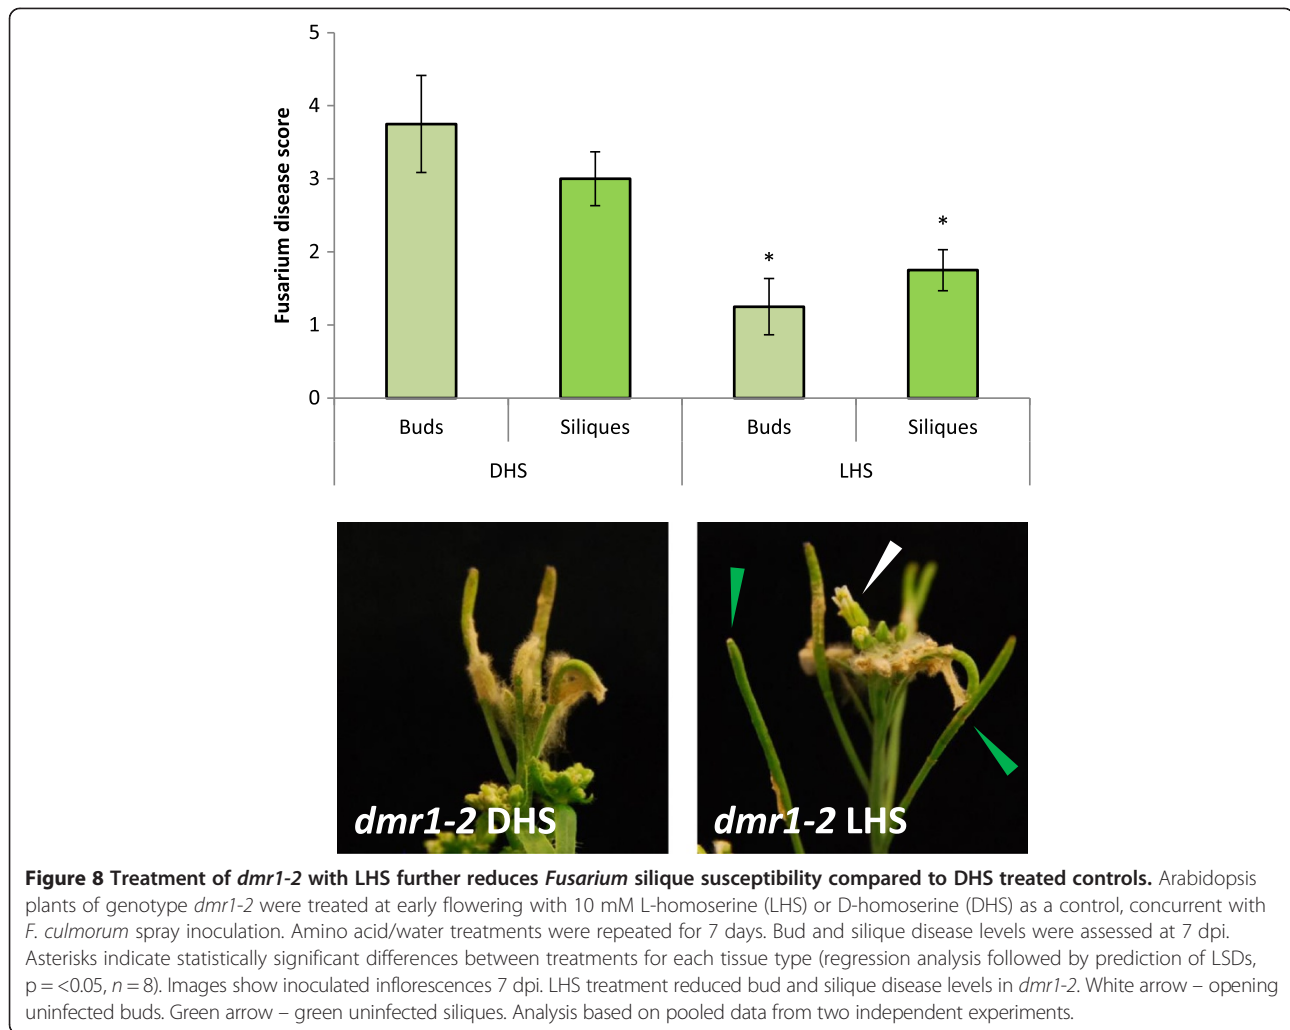 5
4
3
2
1
0
Fusarium disease score
*
*
Buds Siliques Buds Siliques
DHS LHS
dmr1-2 DHS dmr1-2 LHS
Figure 8 Treatment of dmr1-2 with LHS further reduces Fusarium silique susceptibility compared to DHS treated controls. Arabidopsis
plants of genotype dmr1-2 were treated at early flowering with 10 mM L-homoserine (LHS) or D-homoserine (DHS) as a control, concurrent with
F. culmorum spray inoculation. Amino acid/water treatments were repeated for 7 days. Bud and silique disease levels were assessed at 7 dpi.
Asterisks indicate statistically significant differences between treatments for each tissue type (regression analysis followed by prediction of LSDs,
p = <0.05, n = 8). Images show inoculated inflorescences 7 dpi. LHS treatment reduced bud and silique disease levels in dmr1-2. White arrow – opening
uninfected buds. Green arrow – green uninfected siliques. Analysis based on pooled data from two independent experiments.